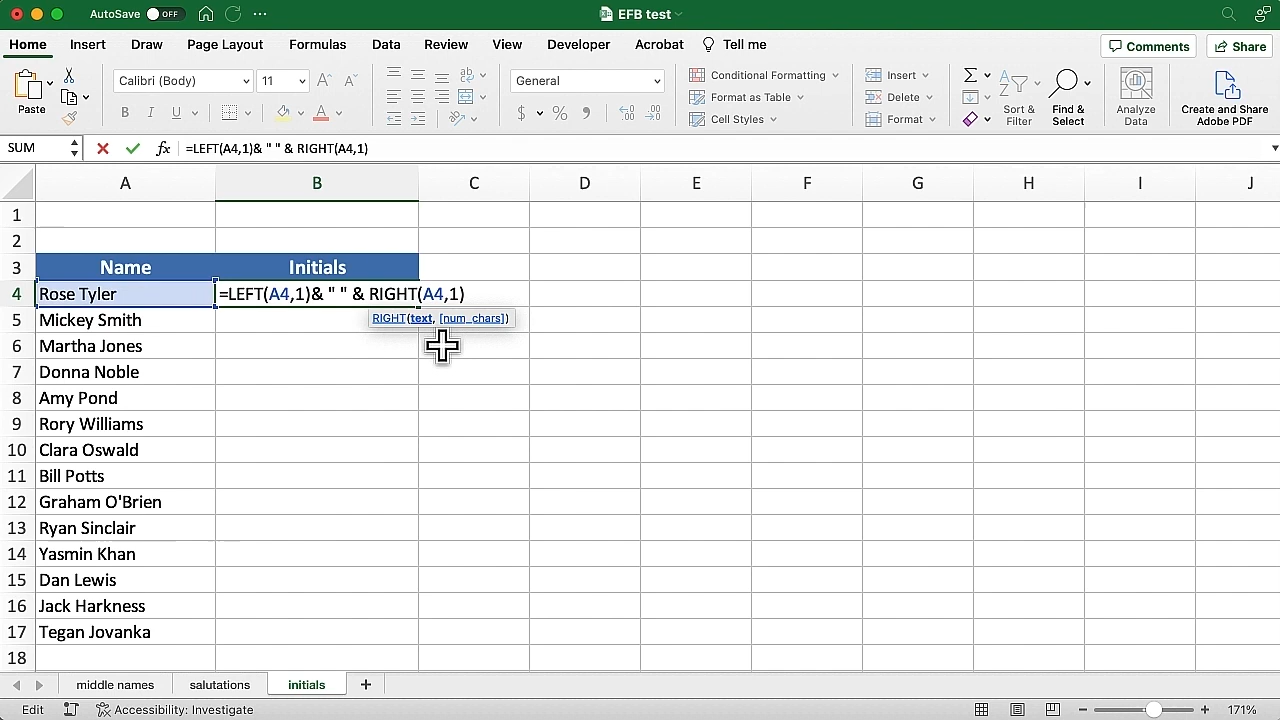 AutoSave OFF ... EFB test
Home Insert Draw Page Layout Formulas Data Review View Developer Acrobat Tell me Comments Share
Paste
Calibri (Body) 11
A A
B I U A
ab
General
$ % 9
Conditional Formatting
Format as Table
Cell Styles
Insert
Delete
Format
Sort & Filter
Find & Select
Analyze Data
Create and Share Adobe PDF
SUM fx =LEFT(A4,1)& " " & RIGHT(A4,1)
A B C D E F G H I J
1
2
3 Name Initials
4 Rose Tyler =LEFT(A4,1)& " " & RIGHT(A4,1)
5 Mickey Smith RIGHT(text, [num_chars])
6 Martha Jones
7 Donna Noble
8 Amy Pond
9 Rory Williams
10 Clara Oswald
11 Bill Potts
12 Graham O'Brien
13 Ryan Sinclair
14 Yasmin Khan
15 Dan Lewis
16 Jack Harkness
17 Tegan Jovanka
18
middle names salutations initials +
Edit Accessibility: Investigate − + 171%